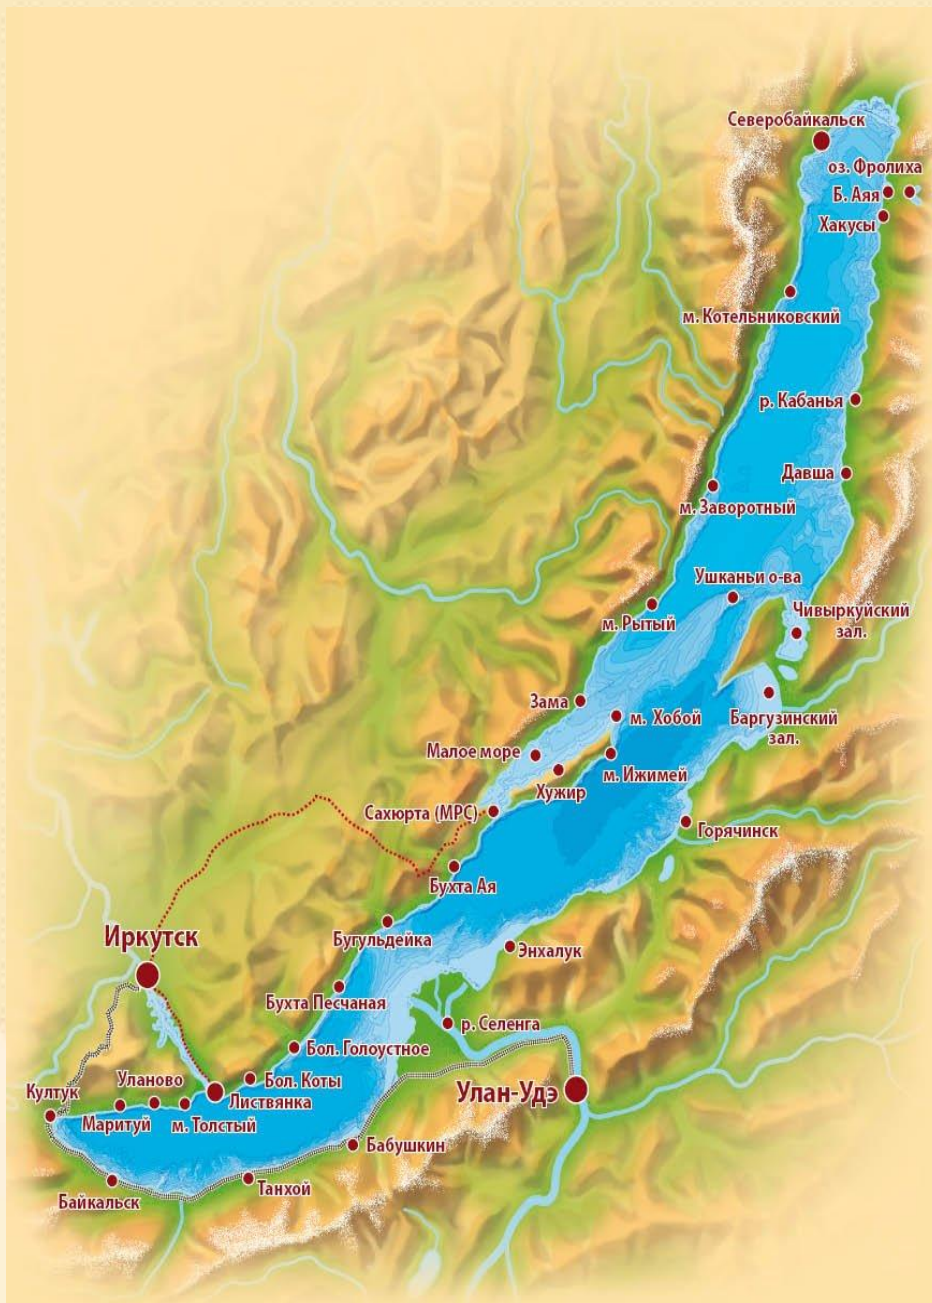 Северобайкальск
оз. Фролиха
Б. Аяя
Хакусы
м. Котельниковский
р. Кабанья
Давша
м. Заворотный
Ушканьи о-ва
Чивыркуйский
зал.
м. Рытый
Зама
м. Хобой
Баргузинский
зал.
Малое море
м. Ижимей
Хужир
Сахюрта (МРС)
Горячинск
Бухта Ая
Бугульдейка
Иркутск
Энхалук
Бухта Песчаная
р. Селенга
Бол. Голоустное
Бол. Коты
Улан-Удэ
Уланово
Култук
Листвянка
Маритуй
м. Толстый
Бабушкин
Танхой
Байкальск